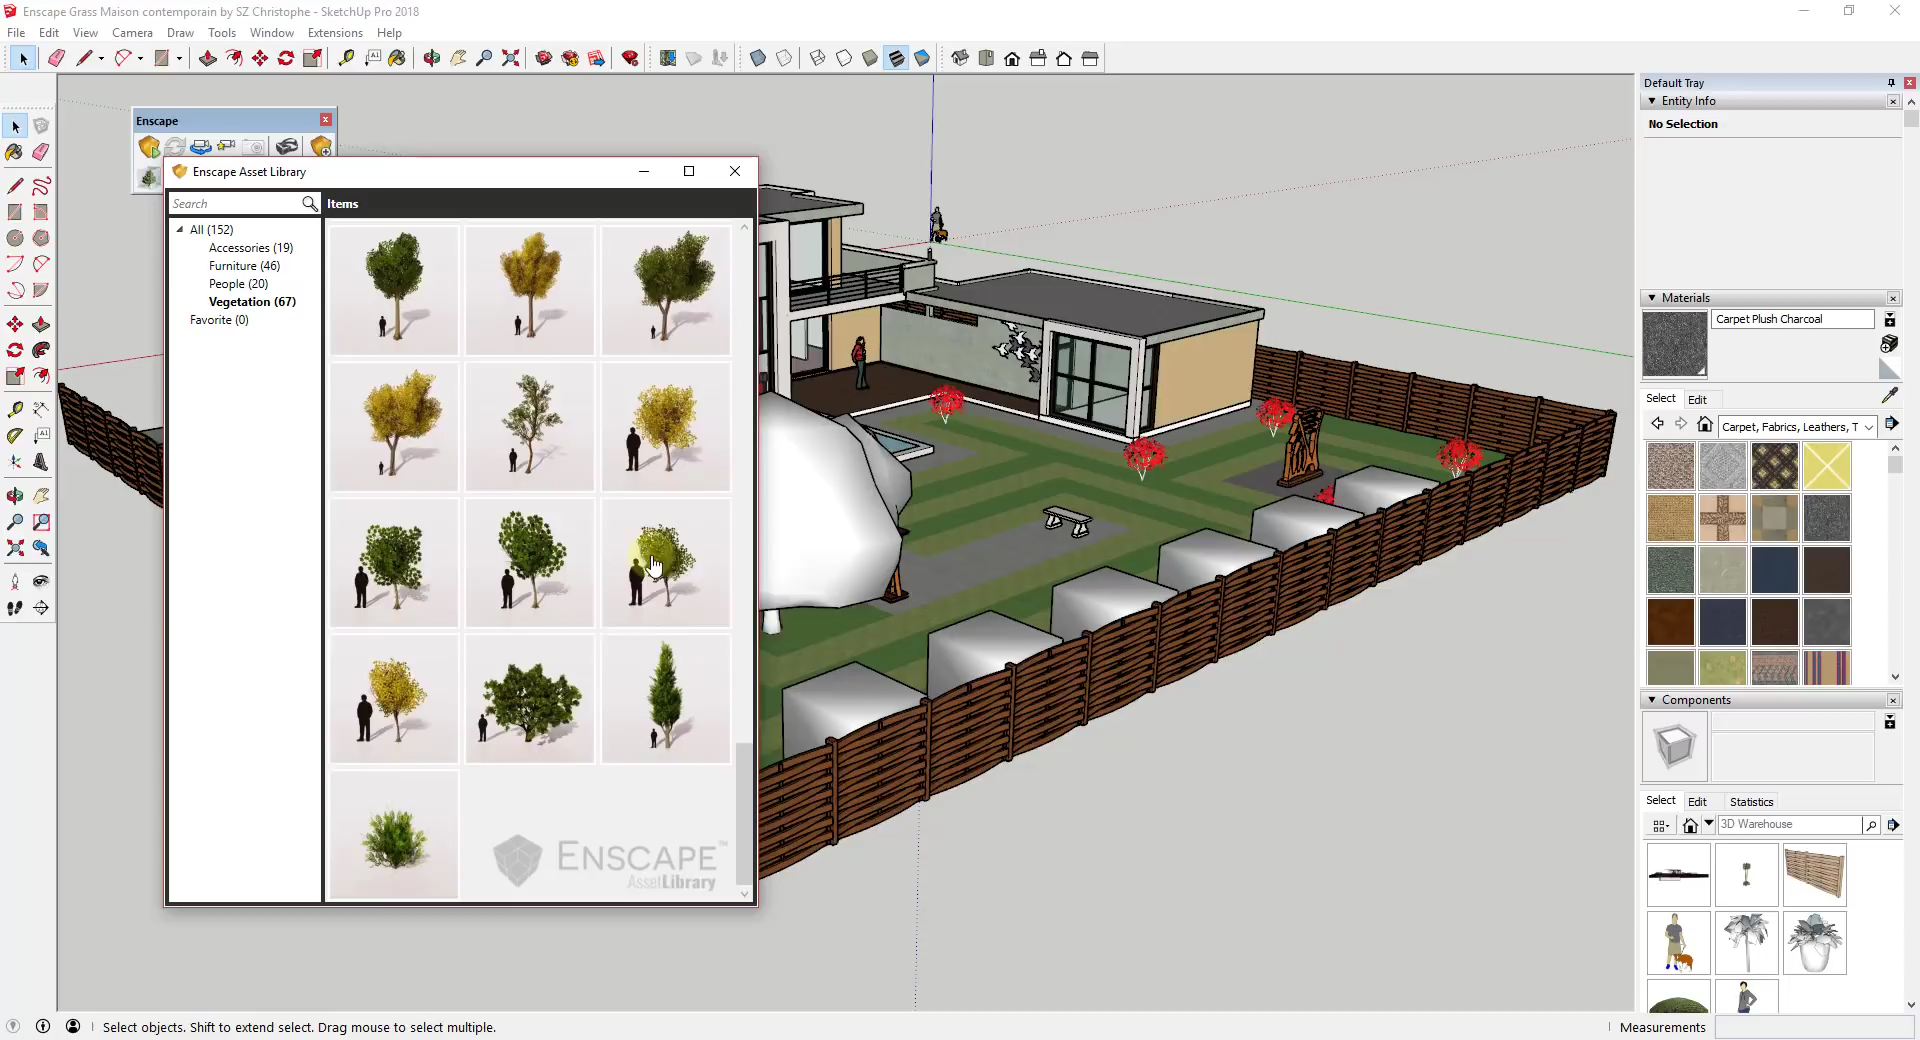 Enscape Grass Maison contemporain by SZ Christophe - SketchUp Pro 2018
File Edit View Camera Draw Tools Window Extensions Help
Enscape
Enscape Asset Library
Search
Items
All (152)
Accessories (19)
Furniture (46)
People (20)
Vegetation (67)
Favorite (0)
ENSCAPE™
AssetLibrary
Default Tray
Entity Info
No Selection
Materials
Carpet Plush Charcoal
Select Edit
Carpet, Fabrics, Leathers, T
Components
Select Edit Statistics
3D Warehouse
Select objects. Shift to extend select. Drag mouse to select multiple.
Measurements